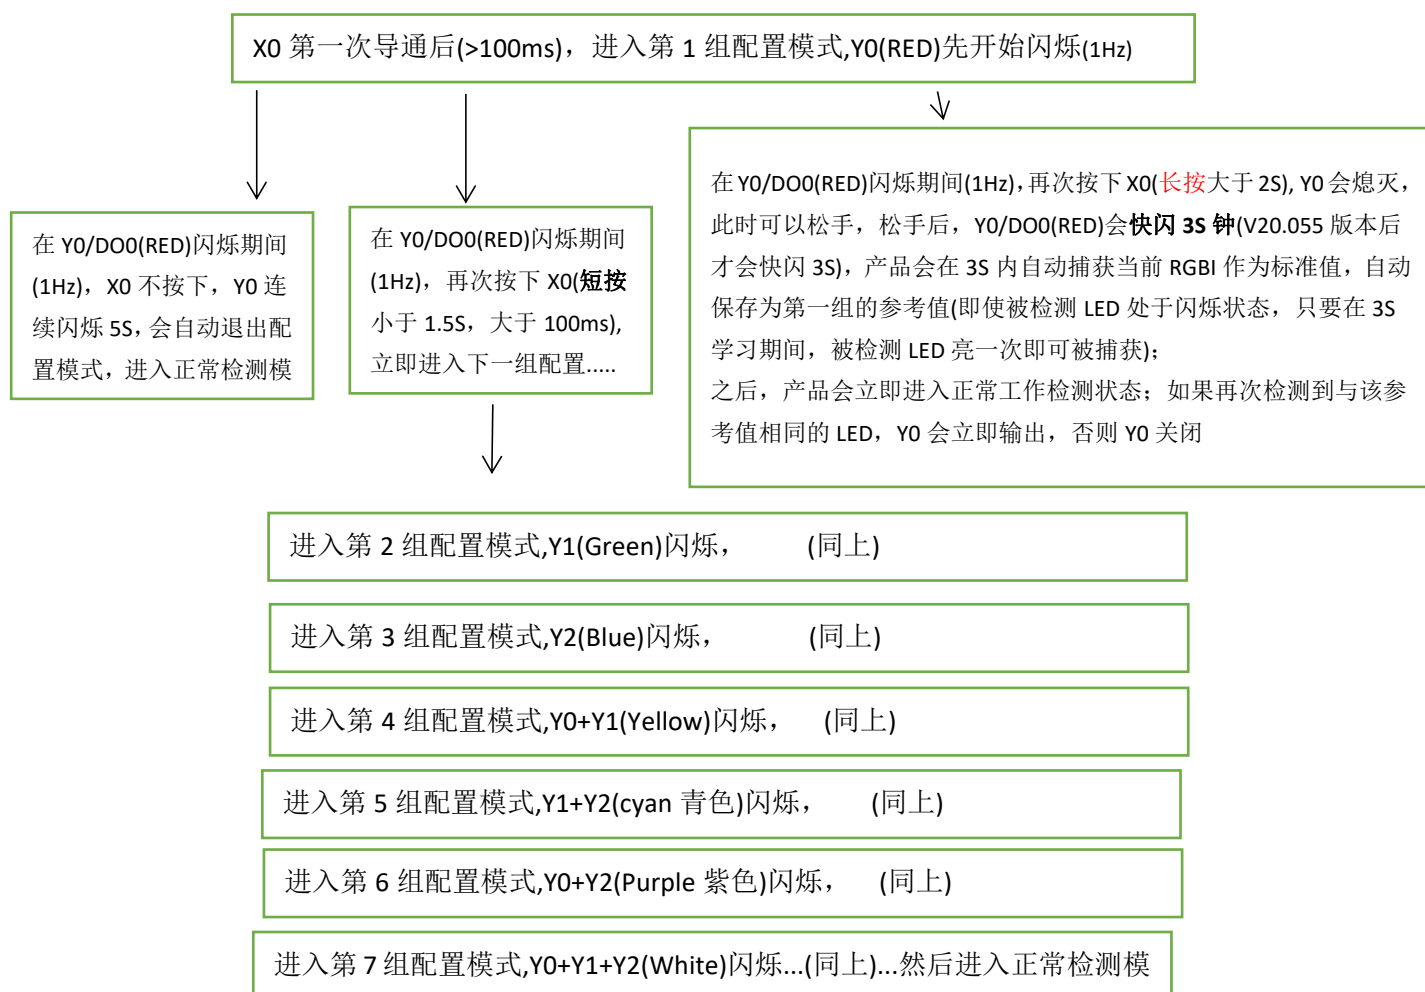 X0 第一次导通后(>100ms)，进入第 1 组配置模式,Y0(RED)先开始闪烁(1Hz)
在 Y0/DO0(RED)闪烁期间
(1Hz)，X0 不按下，Y0 连
续闪烁 5S，会自动退出配
置模式，进入正常检测模
在 Y0/DO0(RED)闪烁期间
(1Hz)，再次按下 X0(短按
小于 1.5S，大于 100ms),
立即进入下一组配置.....
在 Y0/DO0(RED)闪烁期间(1Hz)，再次按下 X0(长按大于 2S), Y0 会熄灭，
此时可以松手，松手后，Y0/DO0(RED)会快闪 3S 钟(V20.055 版本后
才会快闪 3S)，产品会在 3S 内自动捕获当前 RGBI 作为标准值，自动
保存为第一组的参考值(即使被检测 LED 处于闪烁状态，只要在 3S
学习期间，被检测 LED 亮一次即可被捕获)；
之后，产品会立即进入正常工作检测状态；如果再次检测到与该参
考值相同的 LED，Y0 会立即输出，否则 Y0 关闭
进入第 2 组配置模式,Y1(Green)闪烁， (同上)
进入第 3 组配置模式,Y2(Blue)闪烁， (同上)
进入第 4 组配置模式,Y0+Y1(Yellow)闪烁， (同上)
进入第 5 组配置模式,Y1+Y2(cyan 青色)闪烁， (同上)
进入第 6 组配置模式,Y0+Y2(Purple 紫色)闪烁， (同上)
进入第 7 组配置模式,Y0+Y1+Y2(White)闪烁...(同上)...然后进入正常检测模